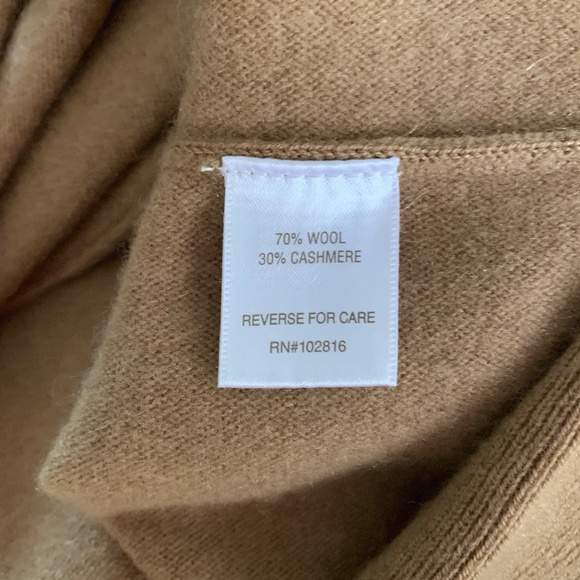 70% WOOL
30% CASHMERE
REVERSE FOR CARE
RN#102816